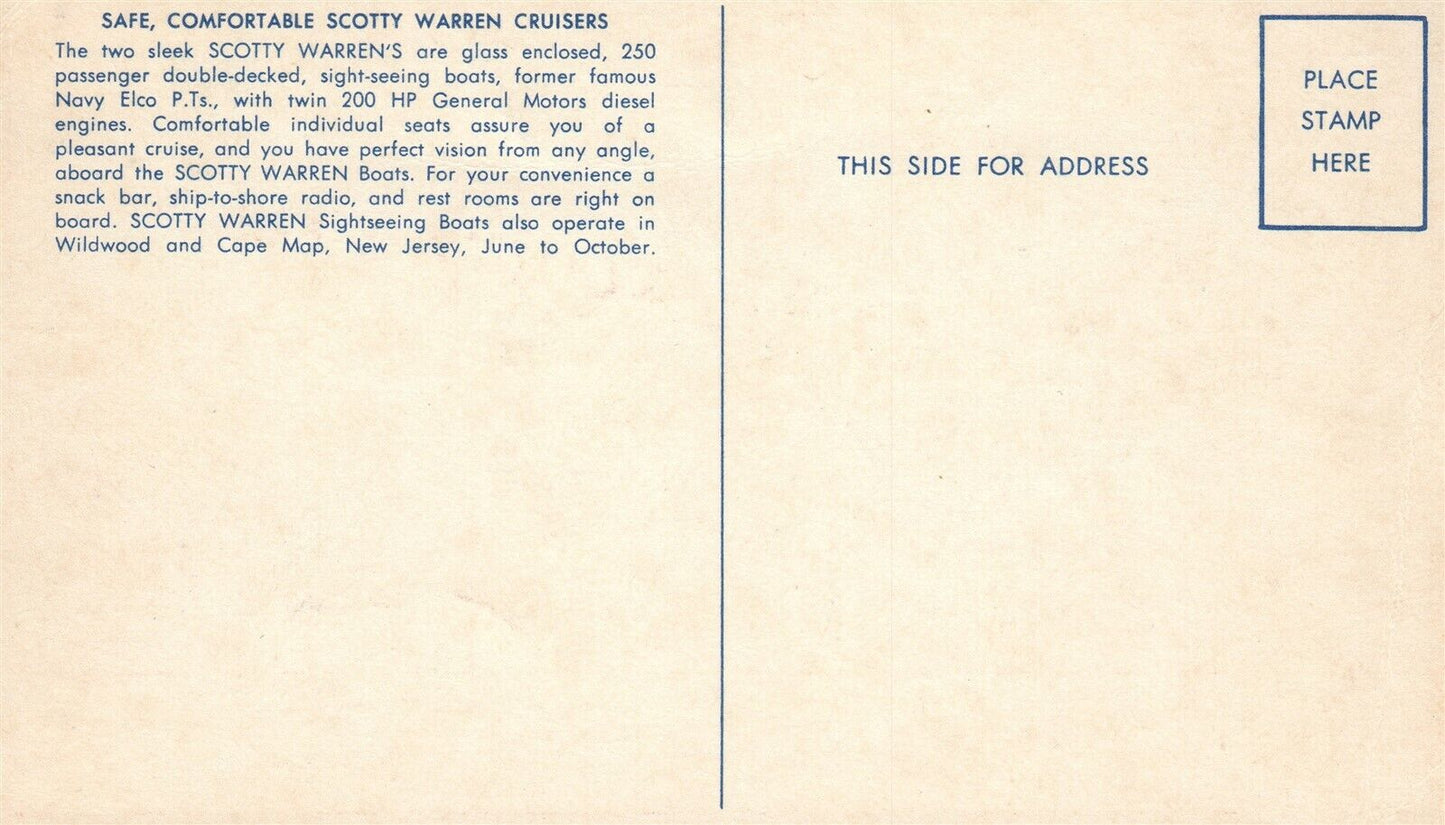 SAFE, COMFORTABLE SCOTTY WARREN CRUISERS
The two sleek SCOTTY WARREN'S are glass enclosed, 250
passenger double-decked, sight-seeing boats, former famous
Navy Elco P.Ts., with twin 200 HP General Motors diesel
engines. Comfortable individual seats assure you of a
pleasant cruise, and you have perfect vision from any angle,
aboard the SCOTTY WARREN Boats. For your convenience a
snack bar, ship-to-shore radio, and rest rooms are right on
board. SCOTTY WARREN Sightseeing Boats also operate in
Wildwood and Cape Map, New Jersey, June to October.
THIS SIDE FOR ADDRESS
PLACE
STAMP
HERE